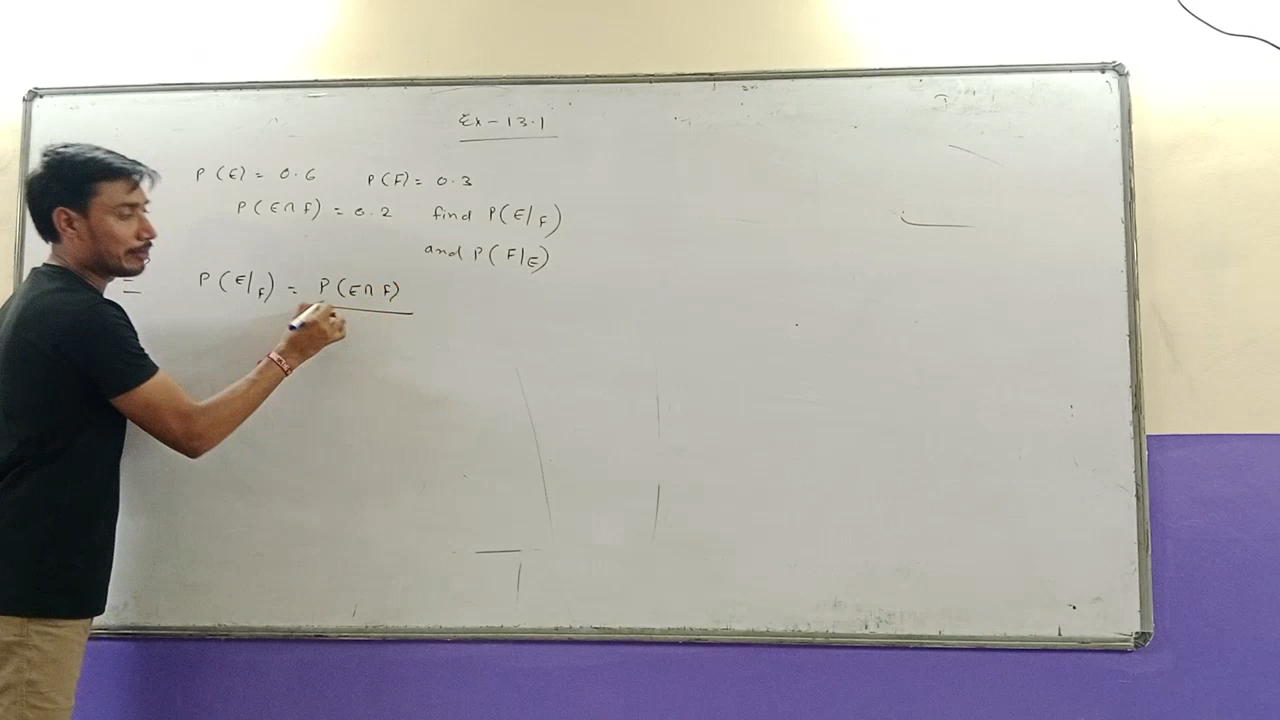 Ex - 13.1
P(E) = 0.6 P(F) = 0.3
P(E∩F) = 0.2 find P(E/F)
and P(F/E)
P(E/F) = P(E∩F)